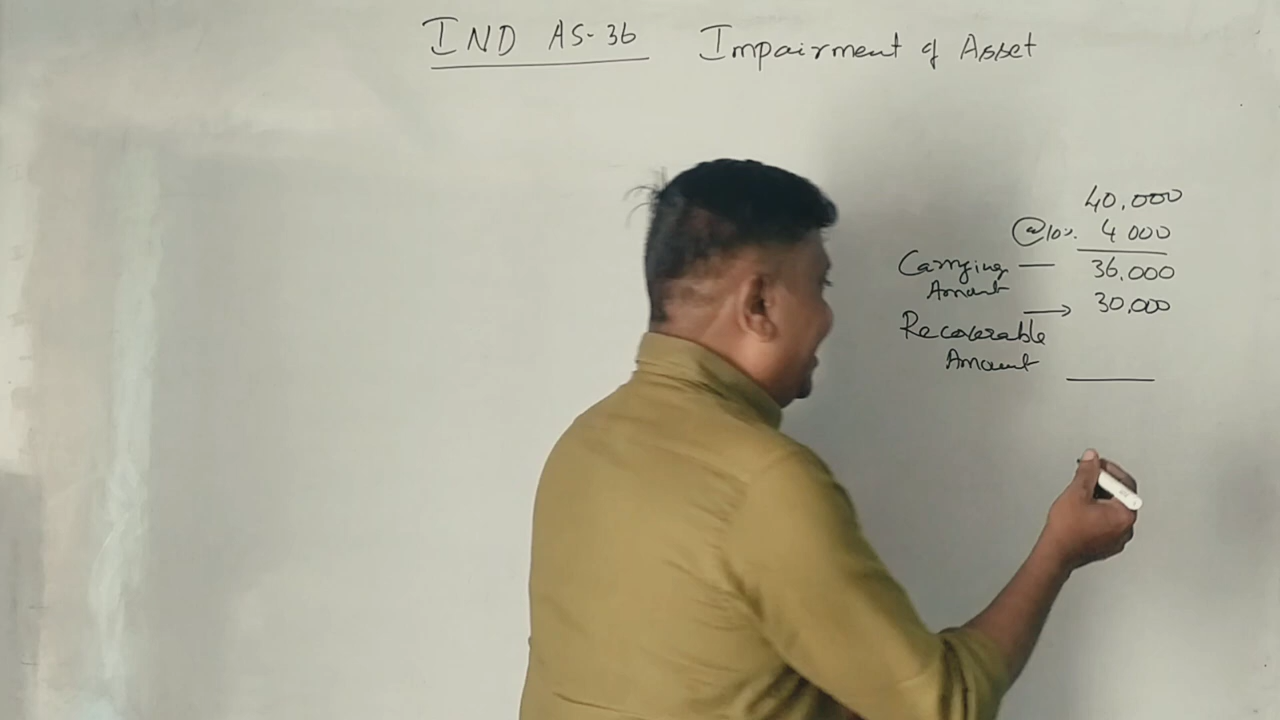 IND AS-36 Impairment of Asset
40,000
@10%. 4 000
Carrying Amount — 36,000
Recoverable Amount → 30,000